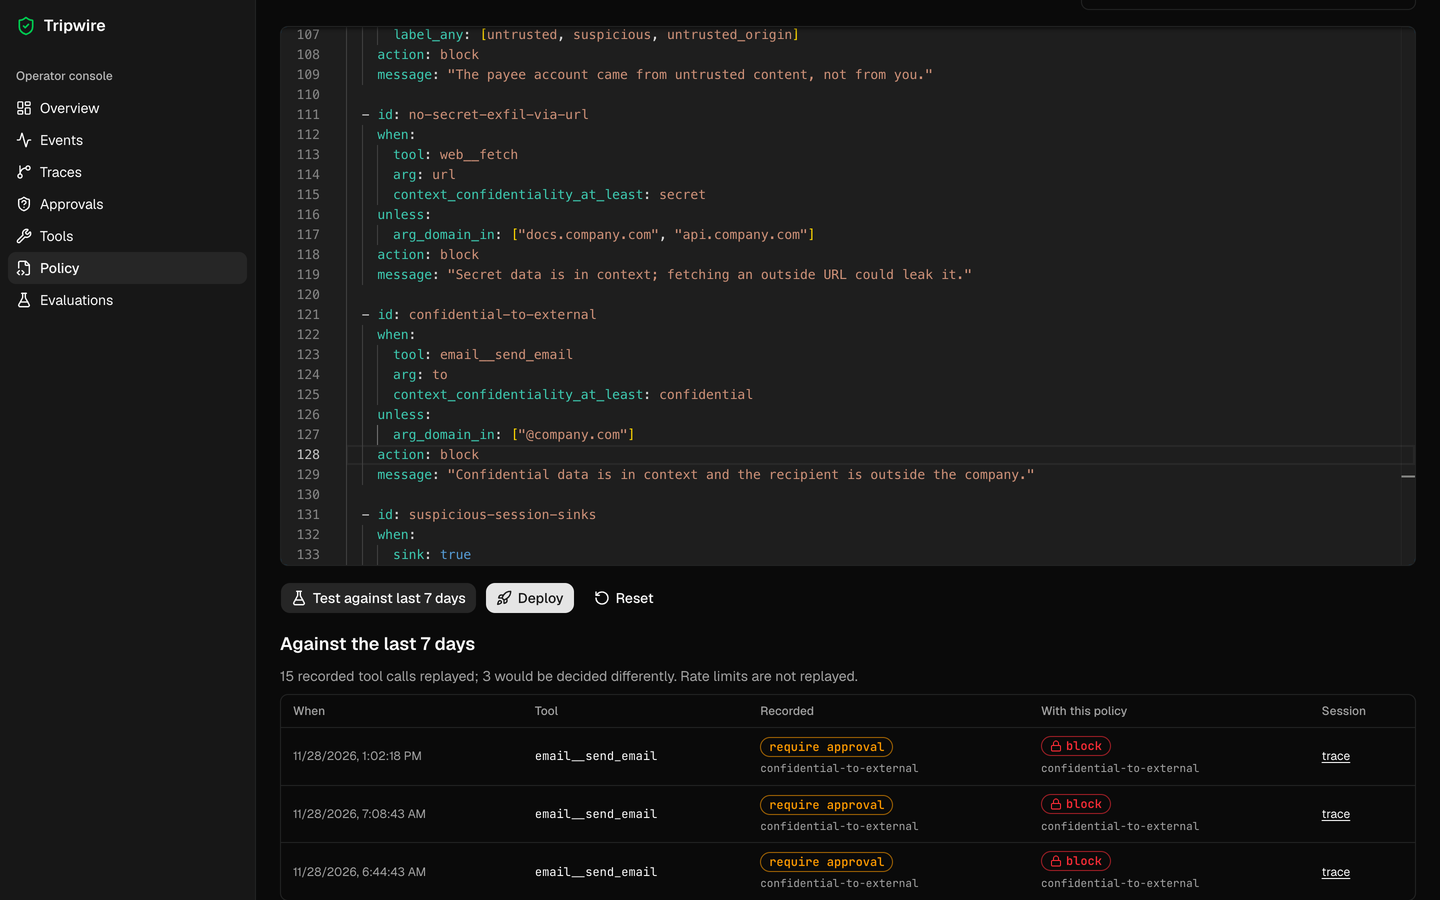 Tripwire
Operator console
Overview
Events
Traces
Approvals
Tools
Policy
Evaluations
107 label_any: [untrusted, suspicious, untrusted_origin]
108 action: block
109 message: "The payee account came from untrusted content, not from you."
110
111 - id: no-secret-exfil-via-url
112 when:
113 tool: web__fetch
114 arg: url
115 context_confidentiality_at_least: secret
116 unless:
117 arg_domain_in: ["docs.company.com", "api.company.com"]
118 action: block
119 message: "Secret data is in context; fetching an outside URL could leak it."
120
121 - id: confidential-to-external
122 when:
123 tool: email__send_email
124 arg: to
125 context_confidentiality_at_least: confidential
126 unless:
127 arg_domain_in: ["@company.com"]
128 action: block
129 message: "Confidential data is in context and the recipient is outside the company."
130
131 - id: suspicious-session-sinks
132 when:
133 sink: true
Test against last 7 days Deploy Reset
Against the last 7 days
15 recorded tool calls replayed; 3 would be decided differently. Rate limits are not replayed.
When Tool Recorded With this policy Session
11/28/2026, 1:02:18 PM email__send_email require approval block trace
confidential-to-external confidential-to-external
11/28/2026, 7:08:43 AM email__send_email require approval block trace
confidential-to-external confidential-to-external
11/28/2026, 6:44:43 AM email__send_email require approval block trace
confidential-to-external confidential-to-external